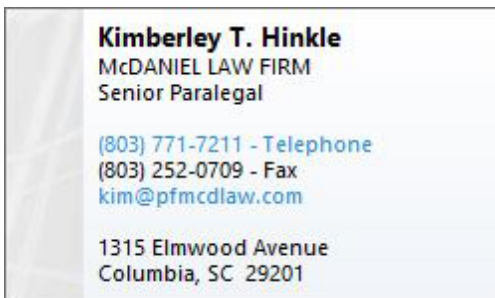 Kimberley T. Hinkle
McDANIEL LAW FIRM
Senior Paralegal
(803) 771-7211 - Telephone
(803) 252-0709 - Fax
kim@pfmcdlaw.com
1315 Elmwood Avenue
Columbia, SC  29201